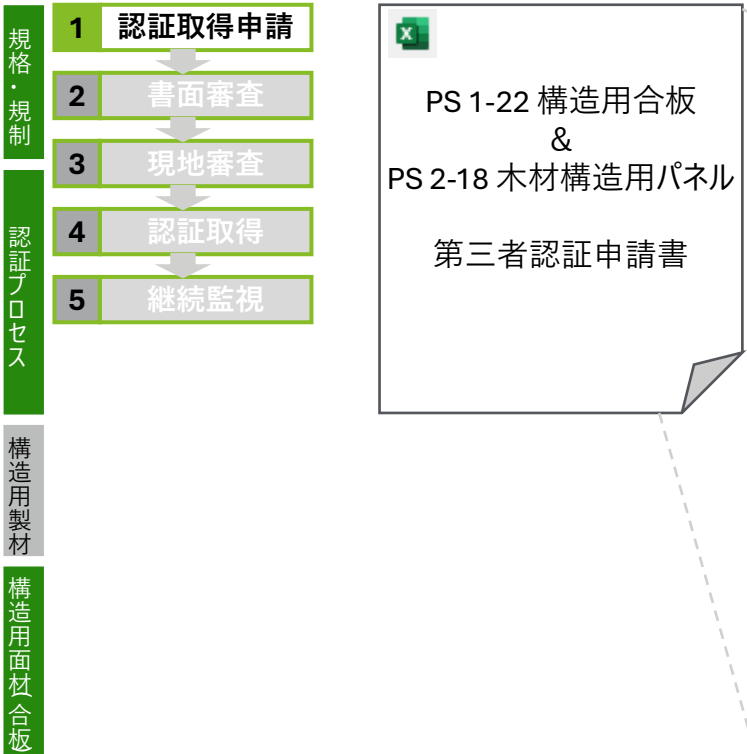 規格・規制
認証プロセス
構造用製材
構造用面材(合板
1 認証取得申請
2 書面審査
3 現地審査
4 認証取得
5 継続監視
X
PS 1-22 構造用合板
&
PS 2-18 木材構造用パネル
第三者認証申請書